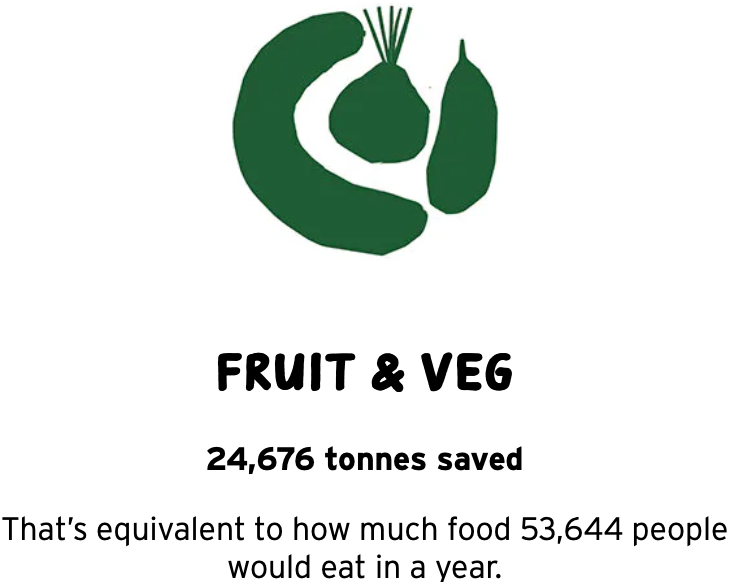 FRUIT & VEG
24,676 tonnes saved
That's equivalent to how much food 53,644 people
would eat in a year.